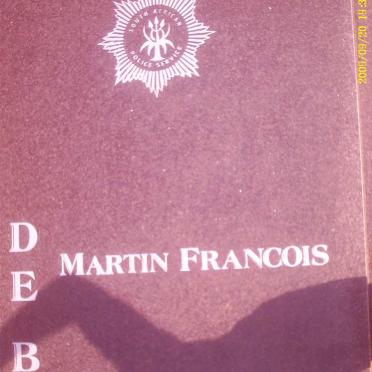 SOUTH AFRICAN
POLICE SERVICE
MARTIN FRANCOIS
D
E
B